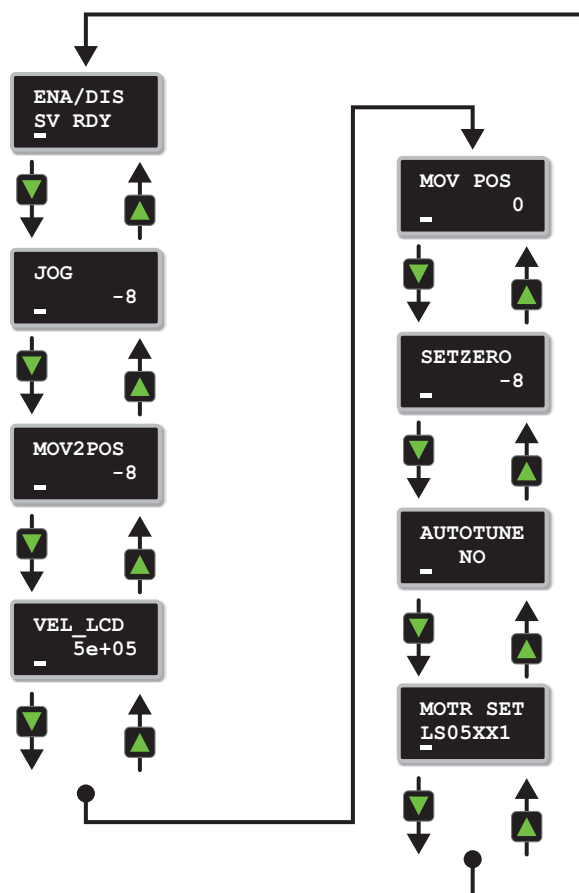 ENA/DIS
SV RDY
JOG
-8
MOV2POS
-8
VEL_LCD
5e+05
MOV POS
0
SETZERO
-8
AUTOTUNE
NO
MOTR SET
LS05XX1